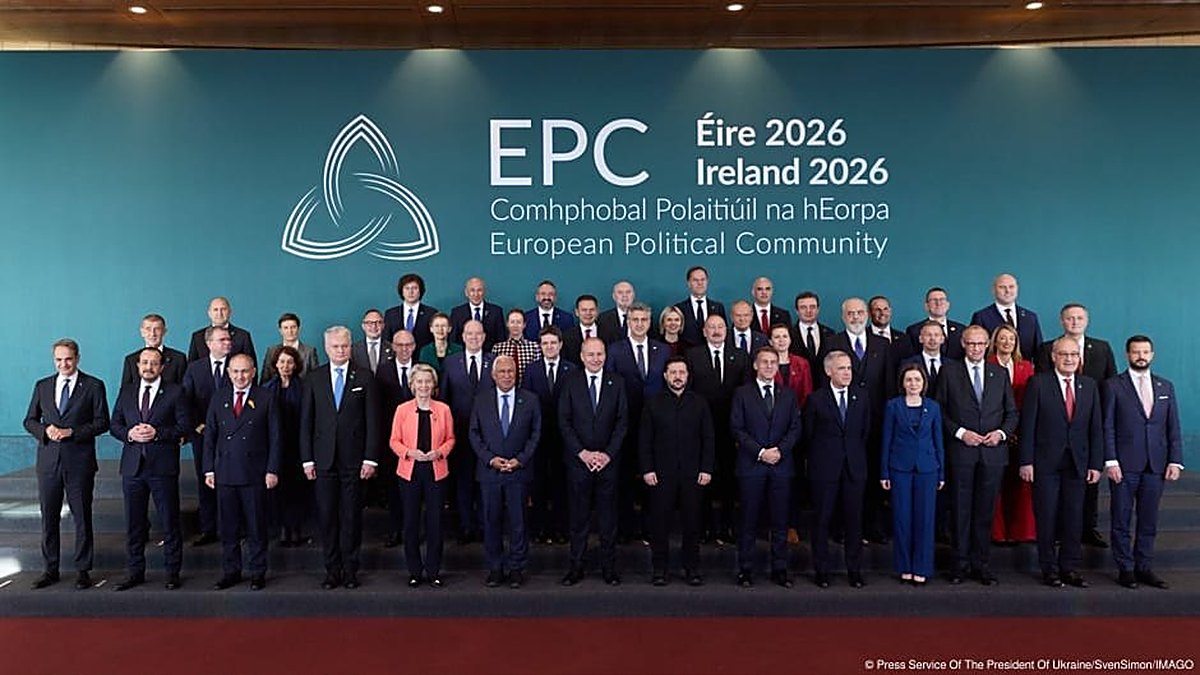 EPC
Éire 2026
Ireland 2026
Comhphobal Polaitiúil na hEorpa
European Political Community
© Press Service Of The President Of Ukraine/SvenSimon/IMAGO